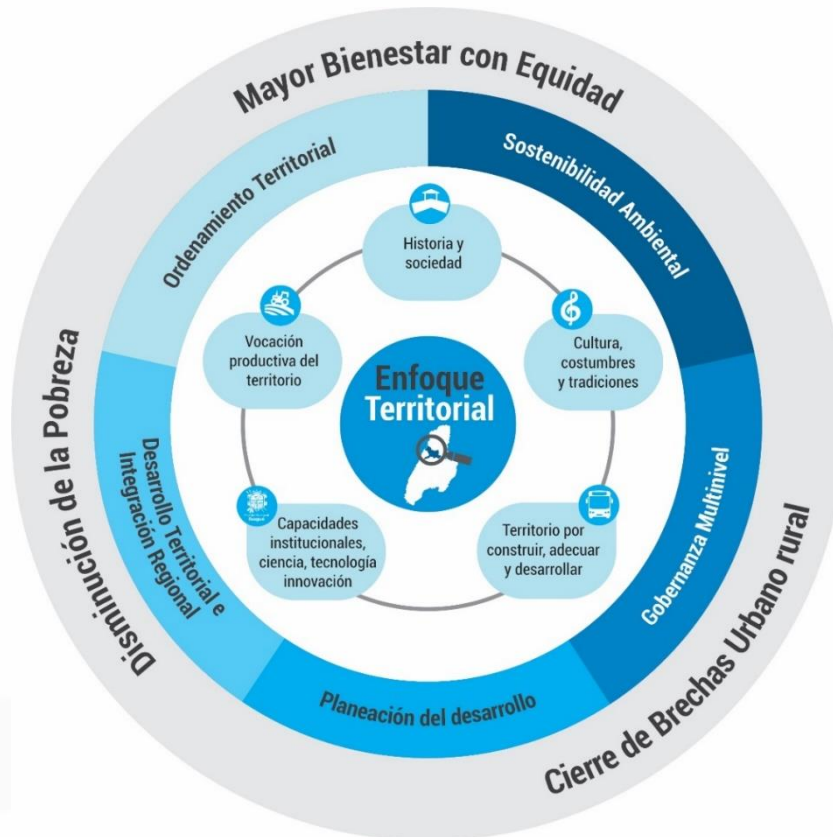 Mayor Bienestar con Equidad
Ordenamiento Territorial
Sostenibilidad Ambiental
Historia y
sociedad
Vocación
productiva del
territorio
Cultura,
costumbres
y tradiciones
Enfoque
Territorial
Disminución de la Pobreza
Desarrollo Territorial e
Integración Regional
Capacidades
institucionales,
ciencia, tecnología
innovación
Territorio por
construir, adecuar
y desarrollar
Gobernanza Multinivel
Planeación del desarrollo
Cierre de Brechas Urbano rural